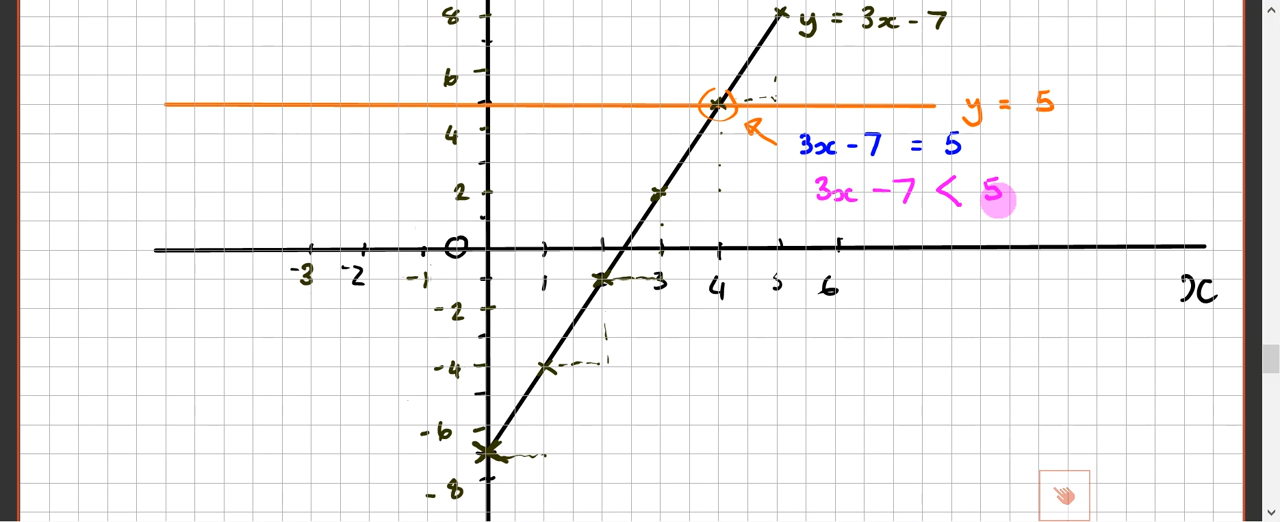 8 y = 3x - 7
6
y = 5
4 3x - 7 = 5
2 3x - 7 < 5
O
-3 -2 -1 1 3 4 5 6 x
-2
-4
-6
-8